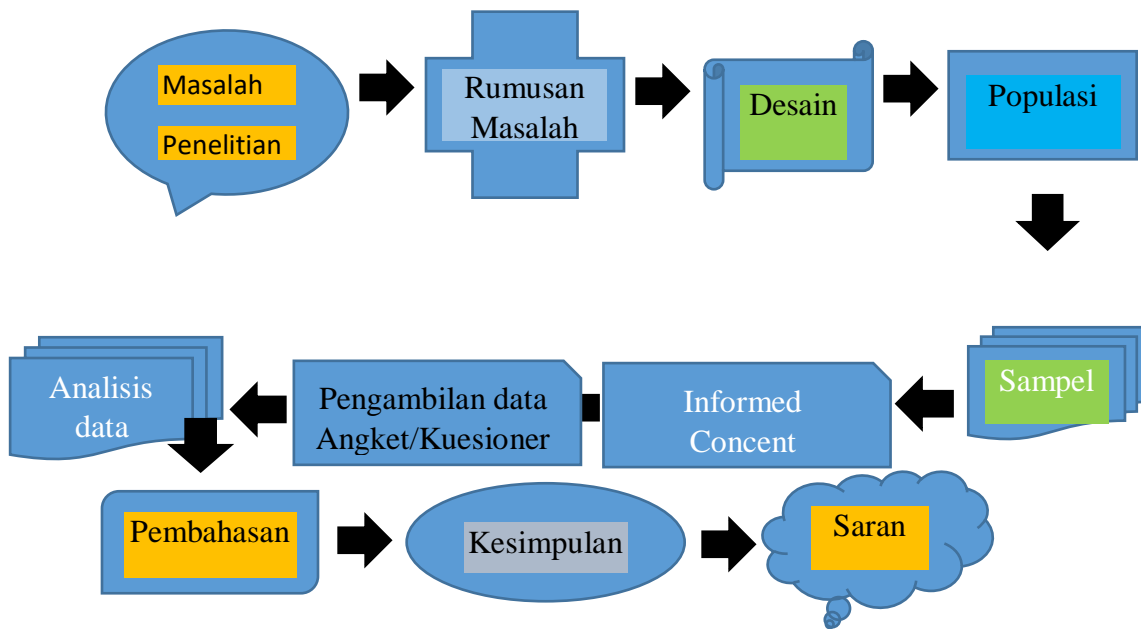 Masalah
Penelitian
Rumusan
Masalah
Desain
Populasi
Sampel
Informed
Concent
Pengambilan data
Angket/Kuesioner
Analisis
data
Pembahasan
Kesimpulan
Saran